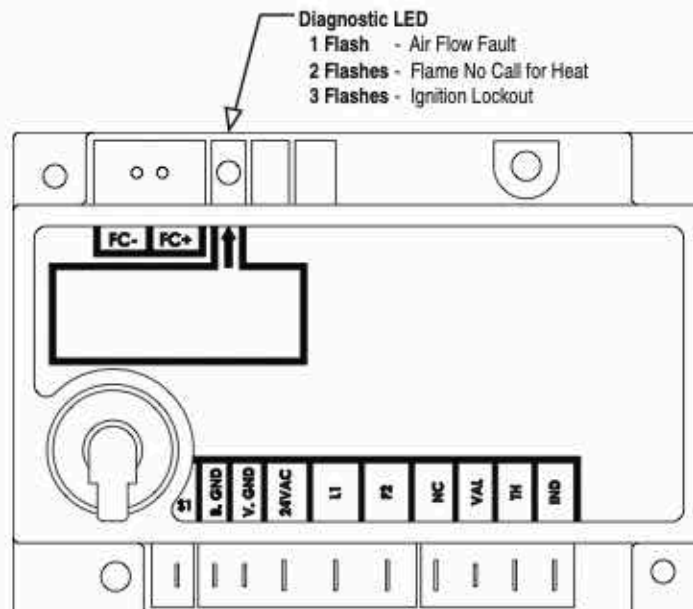 Diagnostic LED
1 Flash - Air Flow Fault
2 Flashes - Flame No Call for Heat
3 Flashes - Ignition Lockout
FC- FC+
S1 B. GND V. GND 24VAC L1 F2 NC VAL TH IND